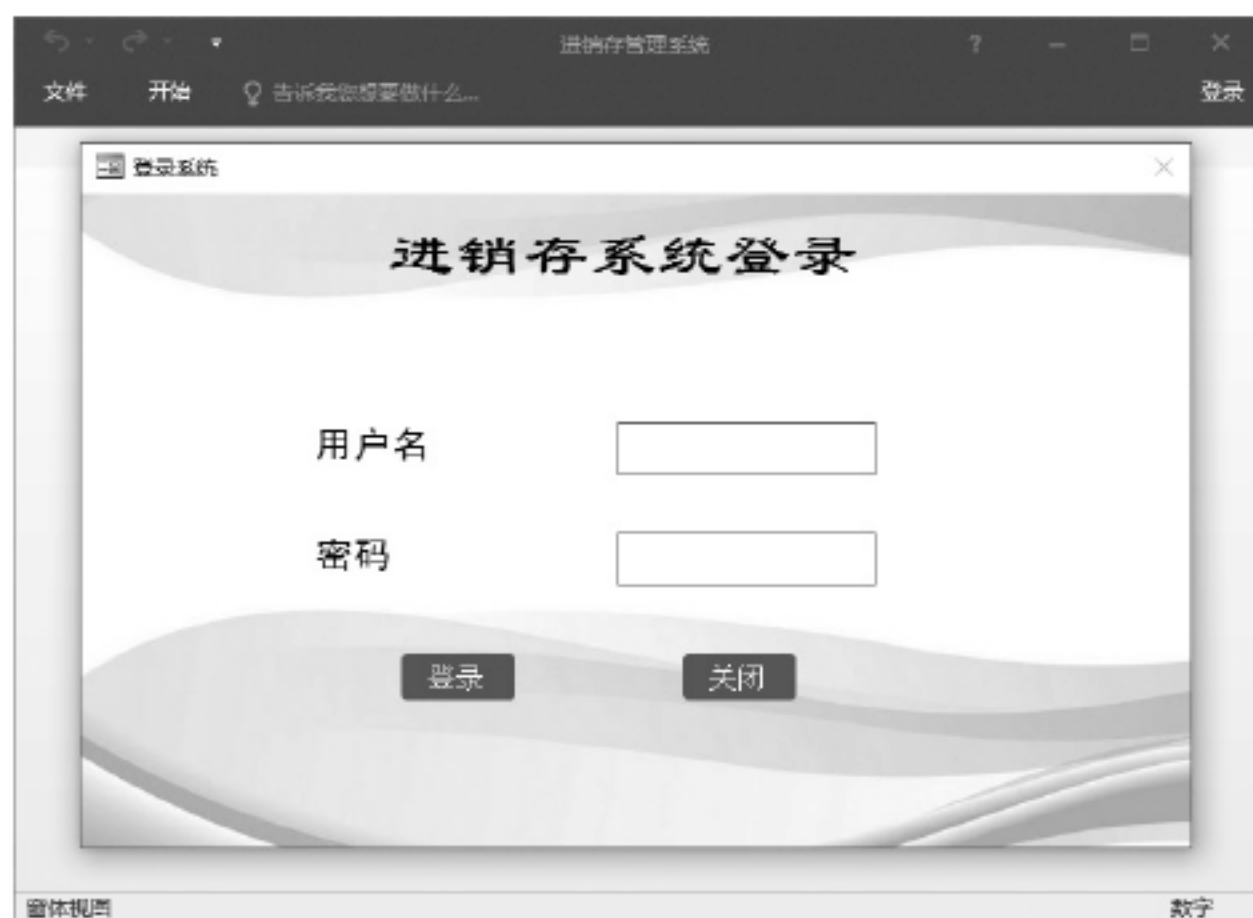 进销存管理系统
?
文件 开始 告诉我您想要做什么... 登录
登录系统
进销存系统登录
用户名
密码
登录 关闭
窗体视图 数字